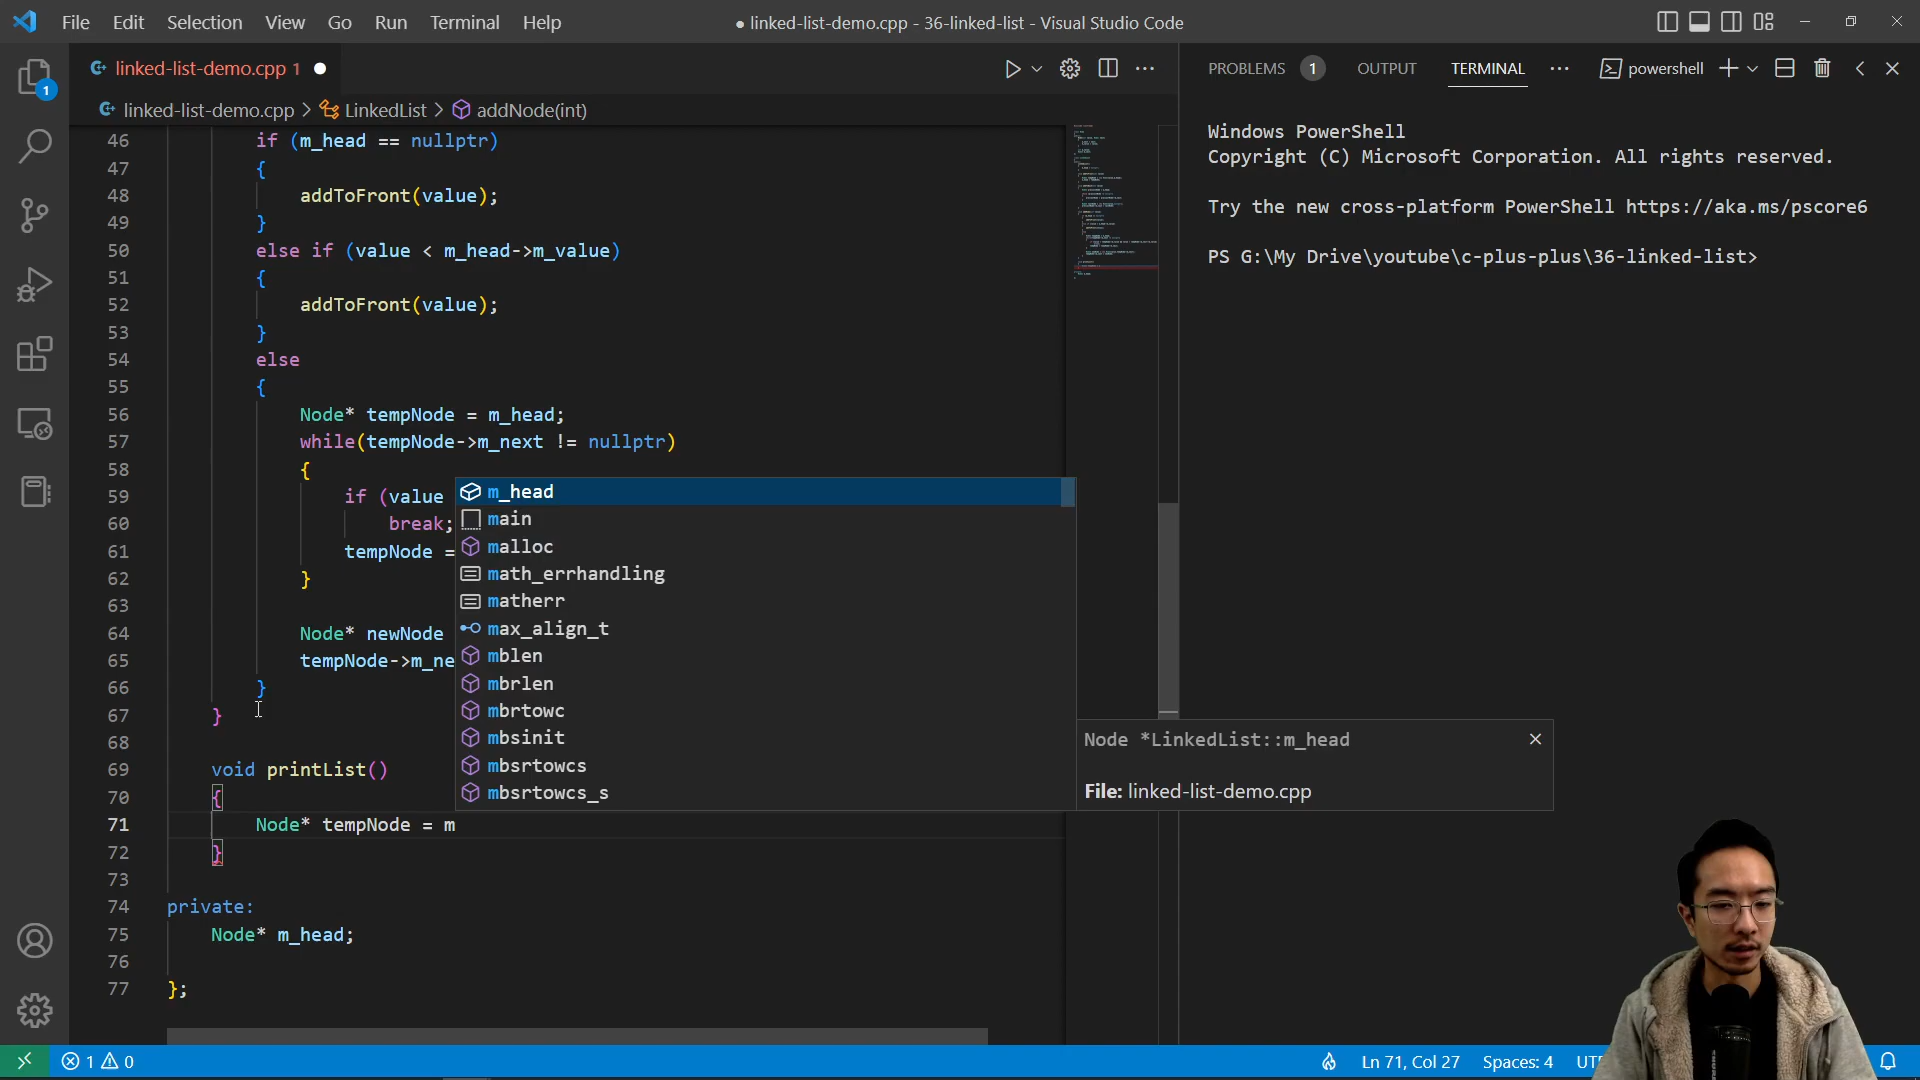 File Edit Selection View Go Run Terminal Help
● linked-list-demo.cpp - 36-linked-list - Visual Studio Code
linked-list-demo.cpp 1
linked-list-demo.cpp > LinkedList > addNode(int)
46 if (m_head == nullptr)
47 {
48 addToFront(value);
49 }
50 else if (value < m_head->m_value)
51 {
52 addToFront(value);
53 }
54 else
55 {
56 Node* tempNode = m_head;
57 while(tempNode->m_next != nullptr)
58 {
59 if (value
60 break;
61 tempNode =
62 }
63
64 Node* newNode
65 tempNode->m_ne
66 }
67 }
68
69 void printList()
70 {
71 Node* tempNode = m
72 }
73
74 private:
75 Node* m_head;
76
77 };
m_head
main
malloc
math_errhandling
matherr
max_align_t
mblen
mbrlen
mbrtowc
mbsinit
mbsrtowcs
mbsrtowcs_s
Node *LinkedList::m_head
File: linked-list-demo.cpp
PROBLEMS 1 OUTPUT TERMINAL ··· powershell
Windows PowerShell
Copyright (C) Microsoft Corporation. All rights reserved.
Try the new cross-platform PowerShell https://aka.ms/pscore6
PS G:\My Drive\youtube\c-plus-plus\36-linked-list>
1
1 0
Ln 71, Col 27 Spaces: 4